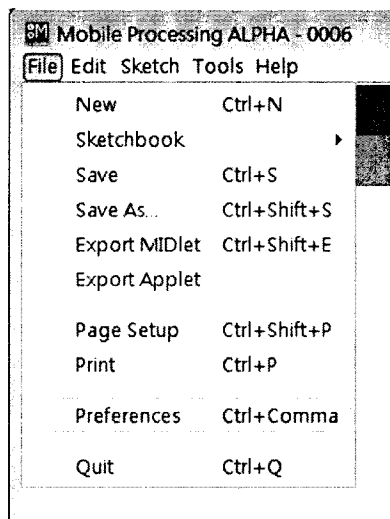 Mobile Processing ALPHA - 0006
File Edit Sketch Tools Help
New Ctrl+N
Sketchbook
Save Ctrl+S
Save As... Ctrl+Shift+S
Export MIDlet Ctrl+Shift+E
Export Applet
Page Setup Ctrl+Shift+P
Print Ctrl+P
Preferences Ctrl+Comma
Quit Ctrl+Q